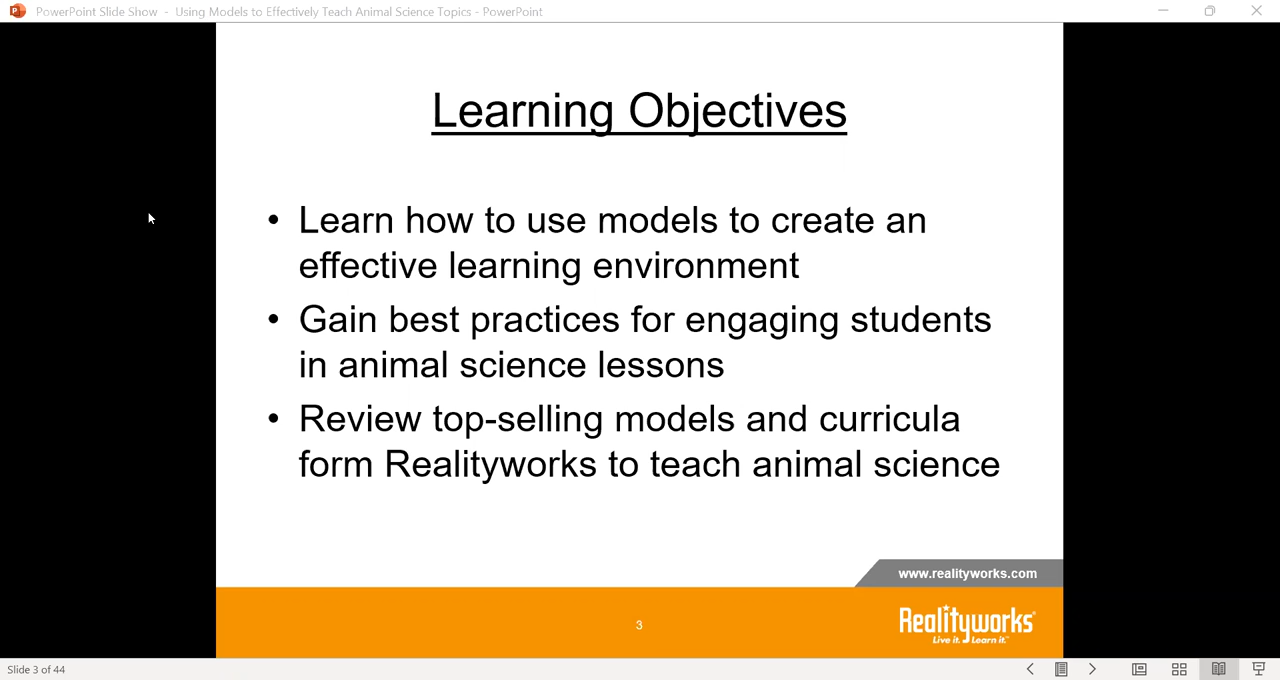 PowerPoint Slide Show - Using Models to Effectively Teach Animal Science Topics - PowerPoint
Learning Objectives
• Learn how to use models to create an
effective learning environment
• Gain best practices for engaging students
in animal science lessons
• Review top-selling models and curricula
form Realityworks to teach animal science
www.realityworks.com
3
Realityworks
Live it. Learn it.™
Slide 3 of 44